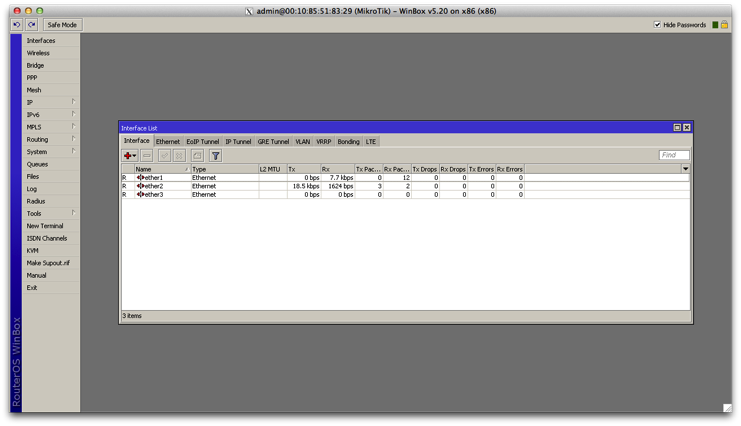 admin@00:10:B5:51:83:29 (MikroTik) – WinBox v5.20 on x86 (x86)
Safe Mode
Hide Passwords
Interfaces
Wireless
Bridge
PPP
Mesh
IP
IPv6
MPLS
Routing
System
Queues
Files
Log
Radius
Tools
New Terminal
ISDN Channels
KVM
Make Supout.rif
Manual
Exit
RouterOS WinBox
Interface List
Interface Ethernet EoIP Tunnel IP Tunnel GRE Tunnel VLAN VRRP Bonding LTE
Find
Name Type L2 MTU Tx Rx Tx Pac... Rx Pac... Tx Drops Rx Drops Tx Errors Rx Errors
R ether1 Ethernet 0 bps 7.7 kbps 0 12 0 0 0 0
R ether2 Ethernet 18.5 kbps 1624 bps 3 2 0 0 0 0
R ether3 Ethernet 0 bps 0 bps 0 0 0 0 0 0
3 items